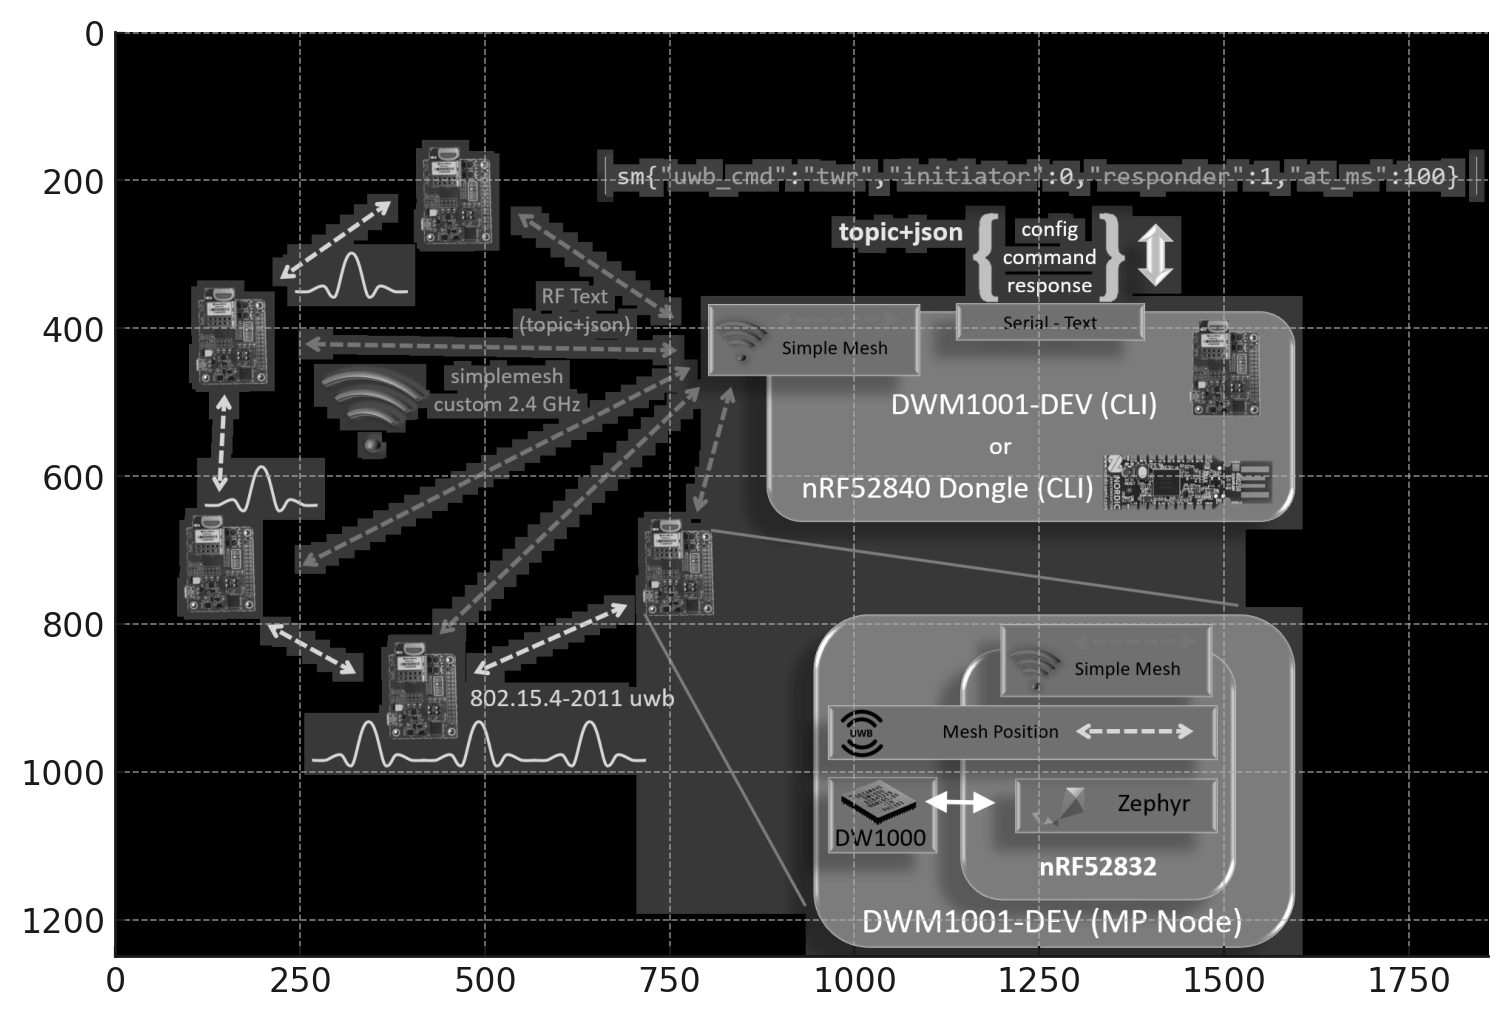 sm{"uwb_cmd":"twr","initiator":0,"responder":1,"at_ms":100}
topic+json
config
command
response
RF Text
(topic+json)
Serial - Text
Simple Mesh
simplemesh
custom 2.4 GHz
DWM1001-DEV (CLI)
or
nRF52840 Dongle (CLI)
NORDIC
802.15.4-2011 uwb
Simple Mesh
UWB
Mesh Position
DW1000
Zephyr
nRF52832
DWM1001-DEV (MP Node)
0
200
400
600
800
1000
1200
0
250
500
750
1000
1250
1500
1750